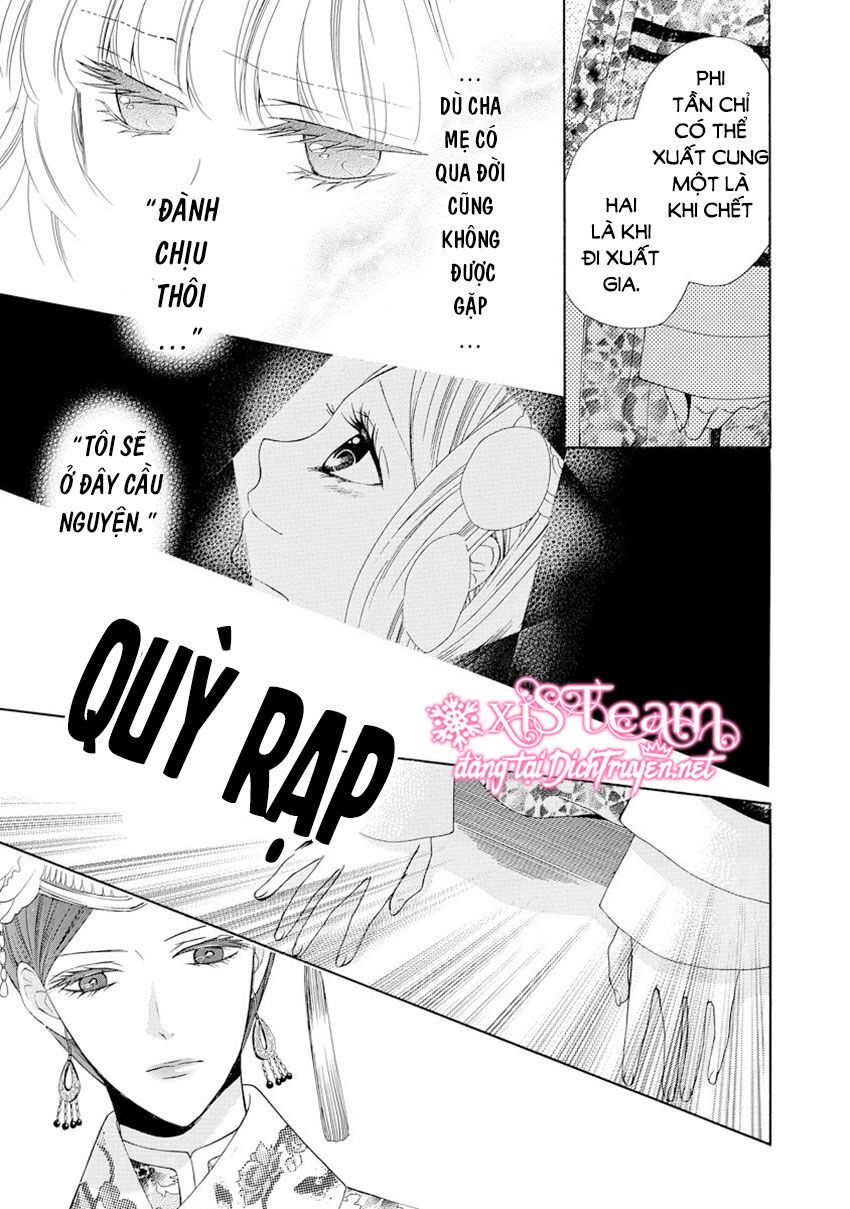 PHI
TẦN CHỈ
CÓ THỂ
XUẤT CUNG
MỘT LÀ
KHI CHẾT
HAI
LÀ KHI
ĐI XUẤT
GIA.
...
DÙ CHA
MẸ CÓ
QUA ĐỜI
CŨNG
KHÔNG
ĐƯỢC
GẶP
...
“ĐÀNH
CHỊU
THÔI
...”
“TÔI SẼ
Ở ĐÂY CẦU
NGUYỆN.”
QUỲ RẠP
xiSTeam
đăng tại DichTruyen.net